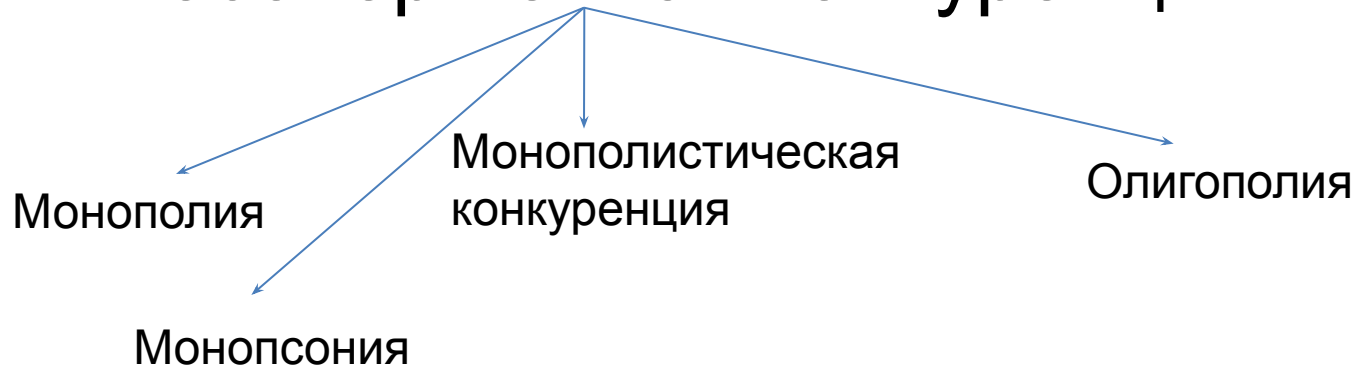 Монополистическая
конкуренция
Олигополия
Монополия
Монопсония